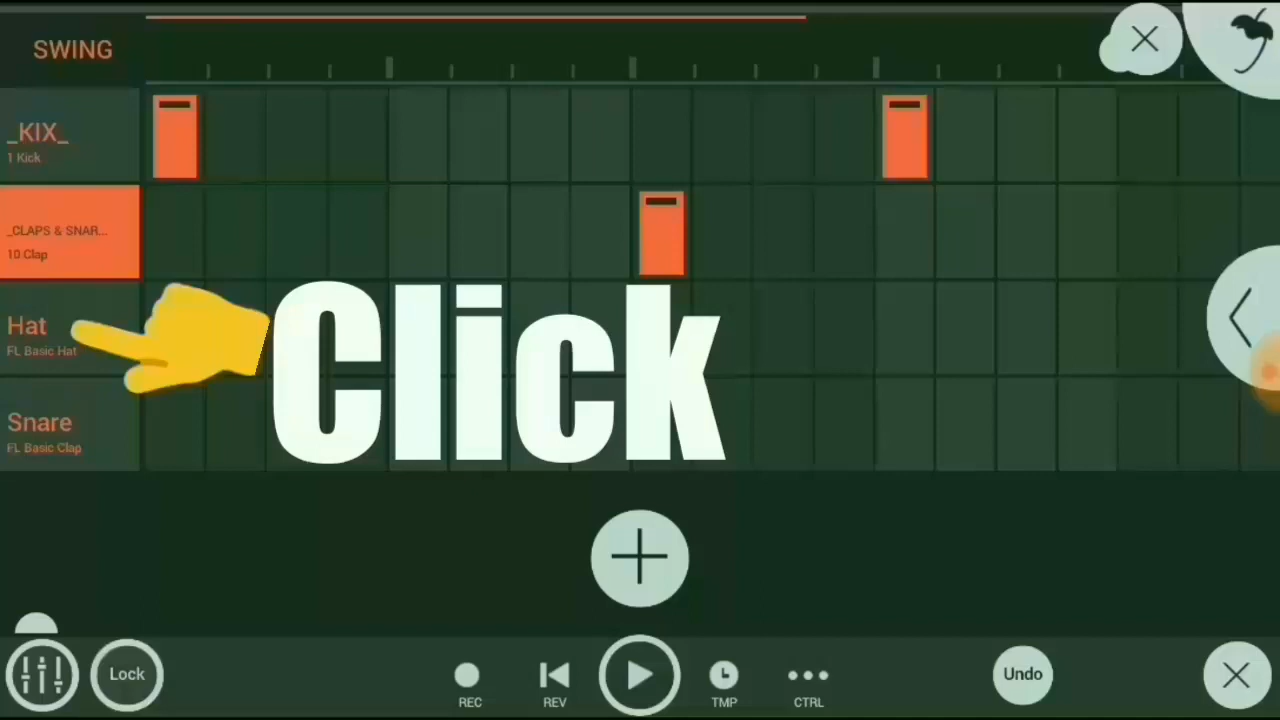 SWING
_KIX_
1 Kick
_CLAPS & SNAR...
10 Clap
Hat
FL Basic Hat
Click
Snare
FL Basic Clap
Lock
REC
REV
TMP
CTRL
Undo